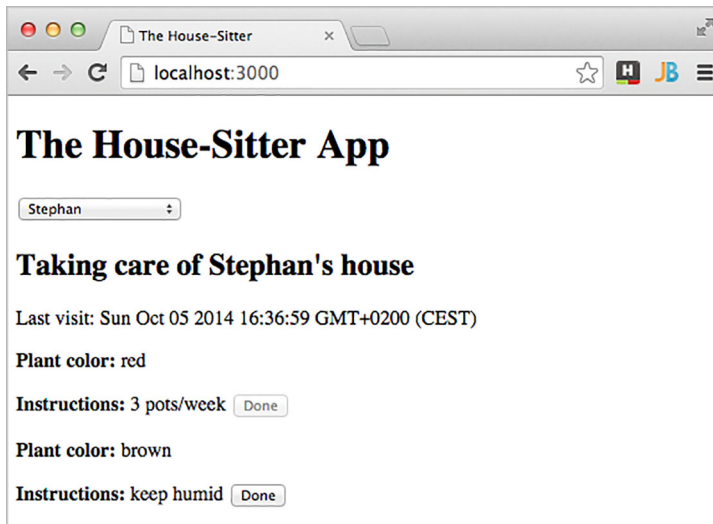 The House-Sitter
localhost:3000
H JB
The House-Sitter App
Stephan
Taking care of Stephan's house
Last visit: Sun Oct 05 2014 16:36:59 GMT+0200 (CEST)
Plant color: red
Instructions: 3 pots/week Done
Plant color: brown
Instructions: keep humid Done